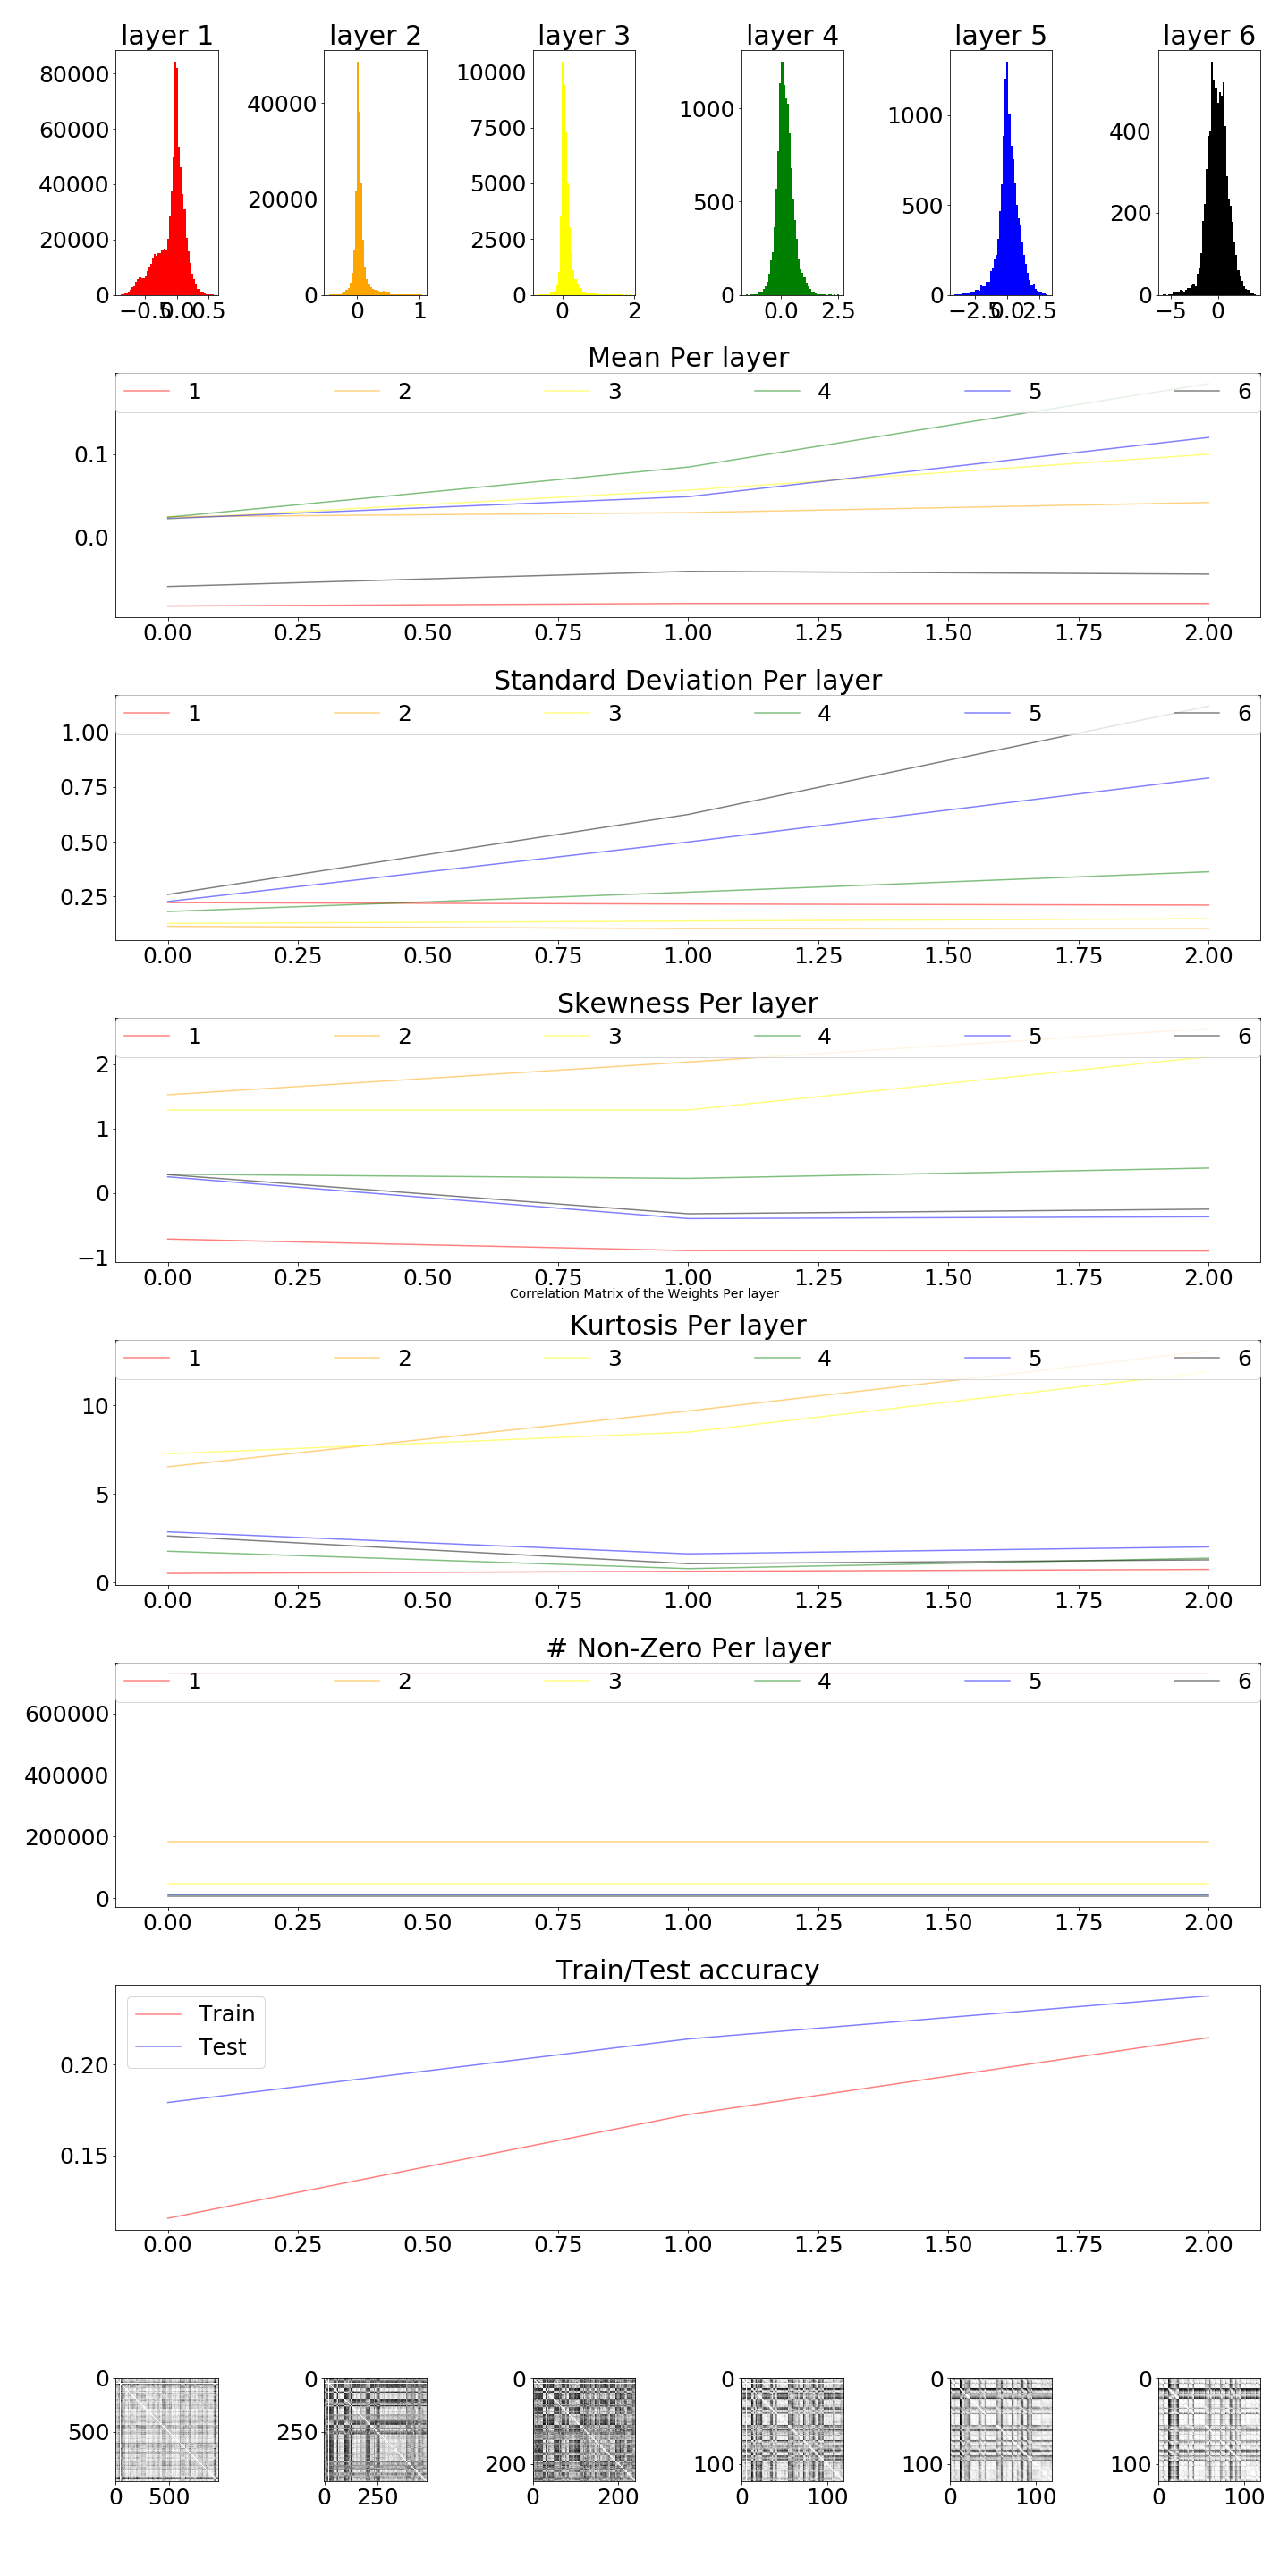 layer 1 layer 2 layer 3 layer 4 layer 5 layer 6
80000
60000
40000
20000
0
−0.5 0.0 0.5
40000
20000
0
0 1
10000
7500
5000
2500
0
0 2
1000
500
0
0.0 2.5
1000
500
0
−2.5 0.0 2.5
400
200
0
−5 0
Mean Per layer
1 2 3 4 5 6
0.1
0.0
0.00 0.25 0.50 0.75 1.00 1.25 1.50 1.75 2.00
Standard Deviation Per layer
1 2 3 4 5 6
1.00
0.75
0.50
0.25
0.00 0.25 0.50 0.75 1.00 1.25 1.50 1.75 2.00
Skewness Per layer
1 2 3 4 5 6
2
1
0
−1
0.00 0.25 0.50 0.75 1.00 1.25 1.50 1.75 2.00
Correlation Matrix of the Weights Per layer
Kurtosis Per layer
1 2 3 4 5 6
10
5
0
0.00 0.25 0.50 0.75 1.00 1.25 1.50 1.75 2.00
# Non-Zero Per layer
1 2 3 4 5 6
600000
400000
200000
0
0.00 0.25 0.50 0.75 1.00 1.25 1.50 1.75 2.00
Train/Test accuracy
Train
Test
0.20
0.15
0.00 0.25 0.50 0.75 1.00 1.25 1.50 1.75 2.00
0
500
0 500
0
250
0 250
0
200
0 200
0
100
0 100
0
100
0 100
0
100
0 100